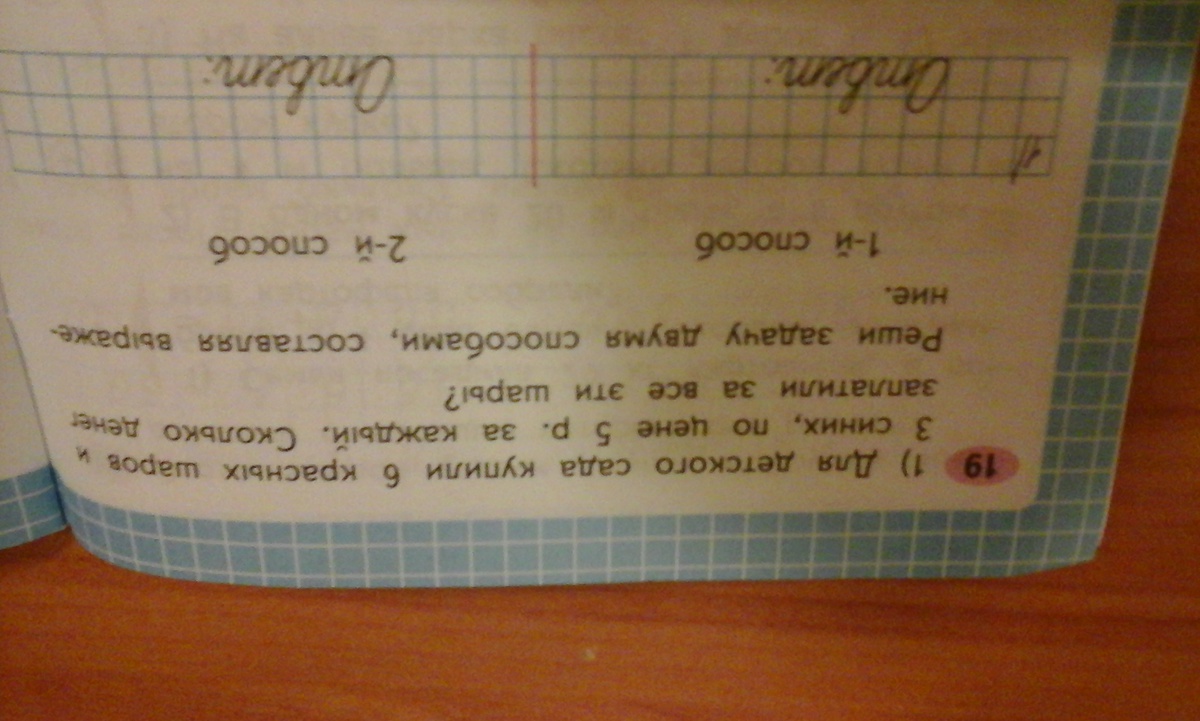 19 1) Для детского сада купили 6 красных шаров и
3 синих, по цене 5 р. за каждый. Сколько денег
заплатили за все эти шары?
Реши задачу двумя способами, составляя выраже-
ние.
1-й способ 2-й способ
1)
Ответ: Ответ: